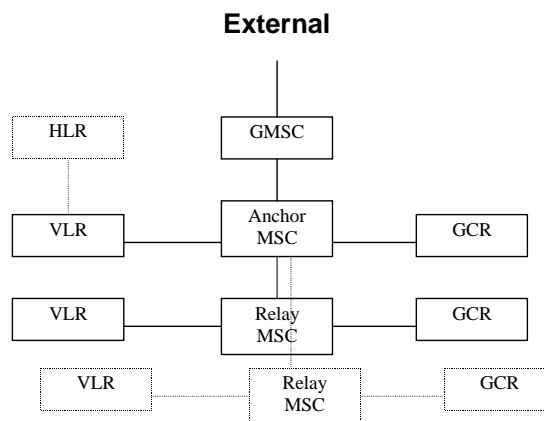 External
HLR
GMSC
VLR
Anchor
MSC
GCR
VLR
Relay
MSC
GCR
VLR
Relay
MSC
GCR